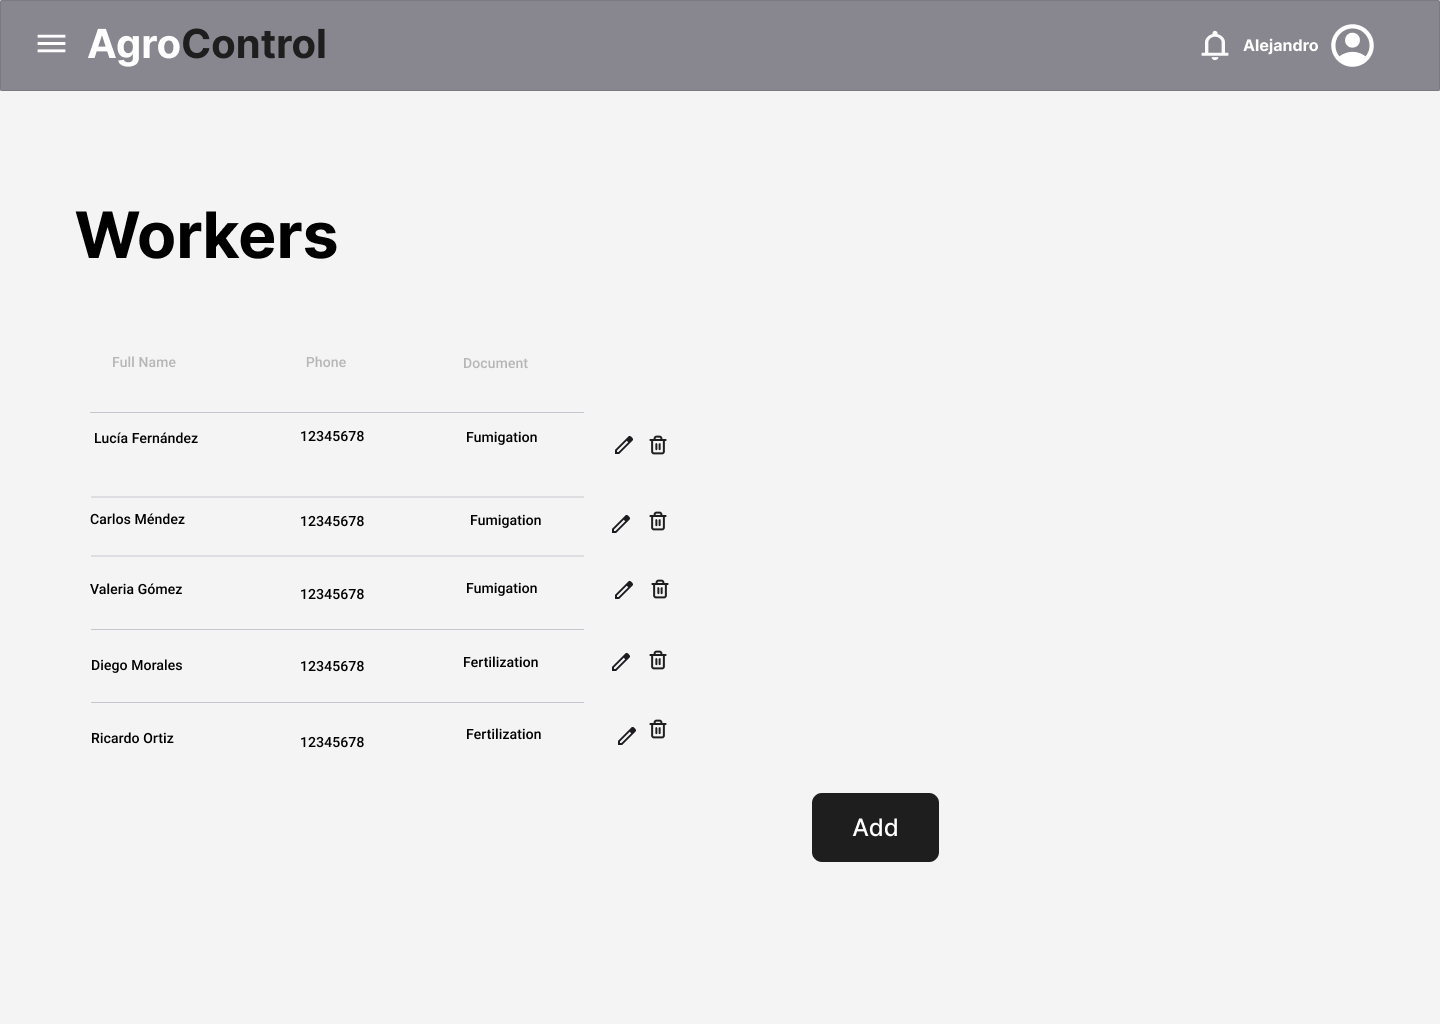 AgroControl
Alejandro
Workers
Full Name Phone Document
Lucía Fernández 12345678 Fumigation
Carlos Méndez 12345678 Fumigation
Valeria Gómez 12345678 Fumigation
Diego Morales 12345678 Fertilization
Ricardo Ortiz 12345678 Fertilization
Add